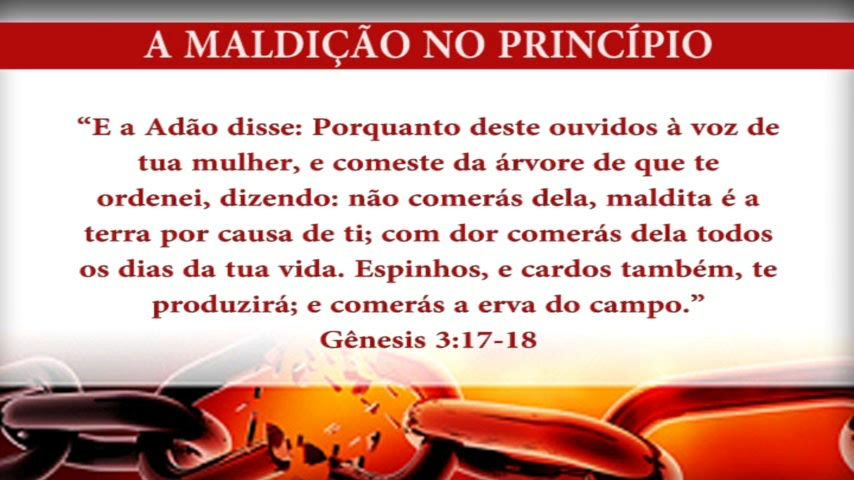 A MALDIÇÃO NO PRINCÍPIO
“E a Adão disse: Porquanto deste ouvidos à voz de
tua mulher, e comeste da árvore de que te
ordenei, dizendo: não comerás dela, maldita é a
terra por causa de ti; com dor comerás dela todos
os dias da tua vida. Espinhos, e cardos também, te
produzirá; e comerás a erva do campo.”
Gênesis 3:17-18